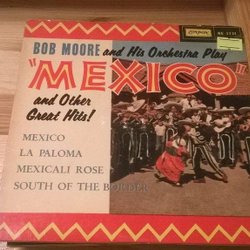 BOB MOORE and His Orchestra Play
"MEXICO"
and Other
Great Hits!
MEXICO
LA PALOMA
MEXICALI ROSE
SOUTH OF THE BORDER
LONDON